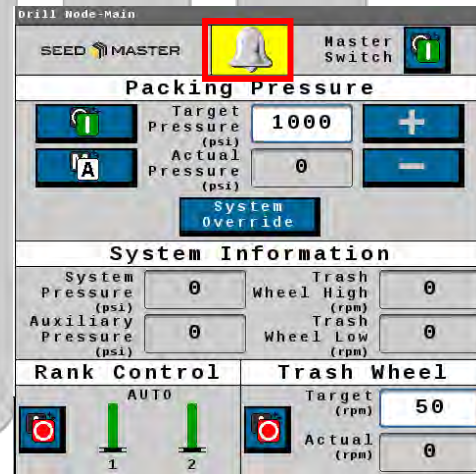 Drill Node-Main
SEED MASTER
Master
Switch
Packing Pressure
Target
Pressure
(psi)
1000
+
A
Actual
Pressure
(psi)
0
−
System
Override
System Information
System
Pressure
(psi)
0
Trash
Wheel High
(rpm)
0
Auxiliary
Pressure
(psi)
0
Trash
Wheel Low
(rpm)
0
Rank Control
Trash Wheel
AUTO
1
2
Target
(rpm)
50
Actual
(rpm)
0